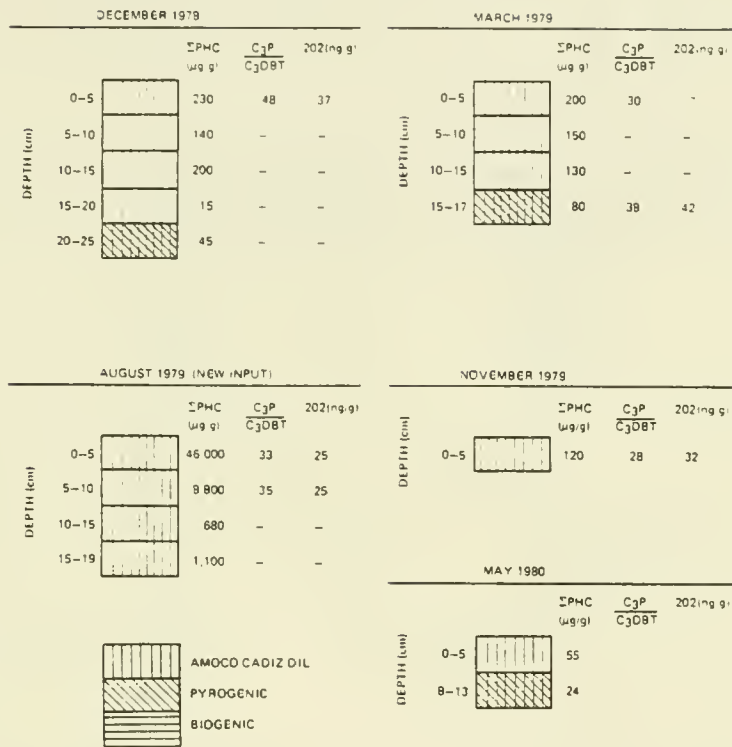 DECEMBER 1978
ΣPHC C3P 202(ng g)
(μg g) C3DBT
DEPTH (cm)
0-5 230 48 37
5-10 140 - -
10-15 200 - -
15-20 15 - -
20-25 45 - -
MARCH 1979
ΣPHC C3P 202(ng g)
(μg g) C3DBT
DEPTH (cm)
0-5 200 30 -
5-10 150 - -
10-15 130 - -
15-17 80 38 42
AUGUST 1979 (NEW INPUT)
ΣPHC C3P 202(ng/g)
(μg g) C3DBT
DEPTH (cm)
0-5 46 000 33 25
5-10 9 800 35 25
10-15 680 - -
15-19 1,100 - -
NOVEMBER 1979
ΣPHC C3P 202(ng g)
(μg/g) C3DBT
DEPTH (cm)
0-5 120 28 32
MAY 1980
ΣPHC C3P 202(ng g)
(μg/g) C3DBT
DEPTH (cm)
0-5 55
8-13 24
AMOCO CADIZ OIL
PYROGENIC
BIOGENIC